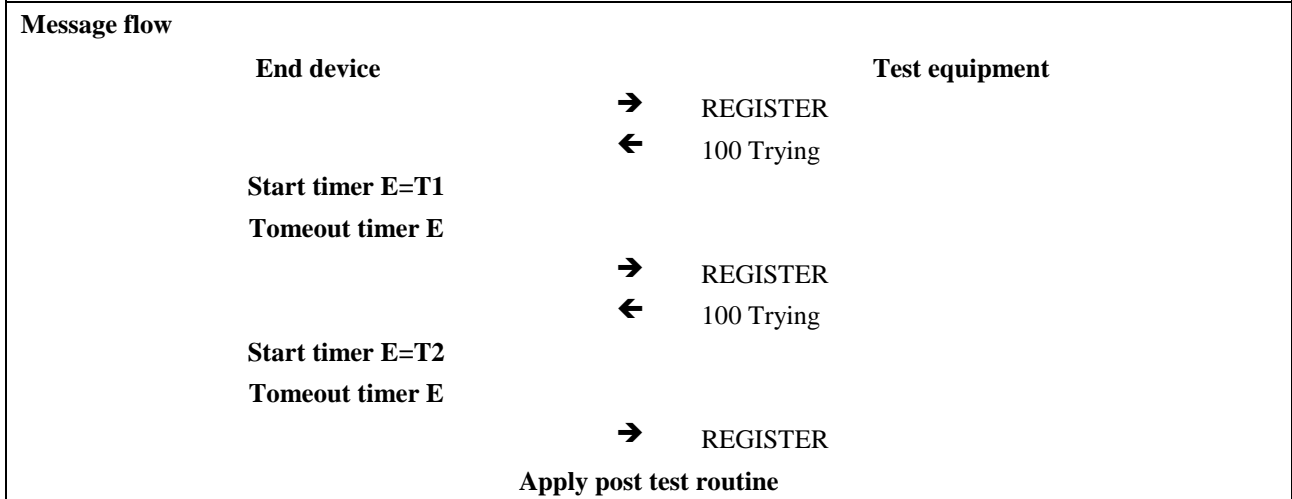 Message flow
End device Test equipment
➔ REGISTER
← 100 Trying
Start timer E=T1
Tomeout timer E
➔ REGISTER
← 100 Trying
Start timer E=T2
Tomeout timer E
➔ REGISTER
Apply post test routine